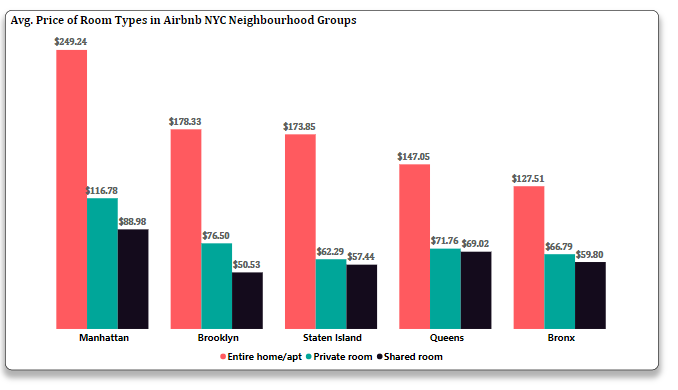 Avg. Price of Room Types in Airbnb NYC Neighbourhood Groups
$249.24
$116.78
$88.98
$178.33
$76.50
$50.53
$173.85
$62.29
$57.44
$147.05
$71.76
$69.02
$127.51
$66.79
$59.80
Manhattan
Brooklyn
Staten Island
Queens
Bronx
Entire home/apt
Private room
Shared room